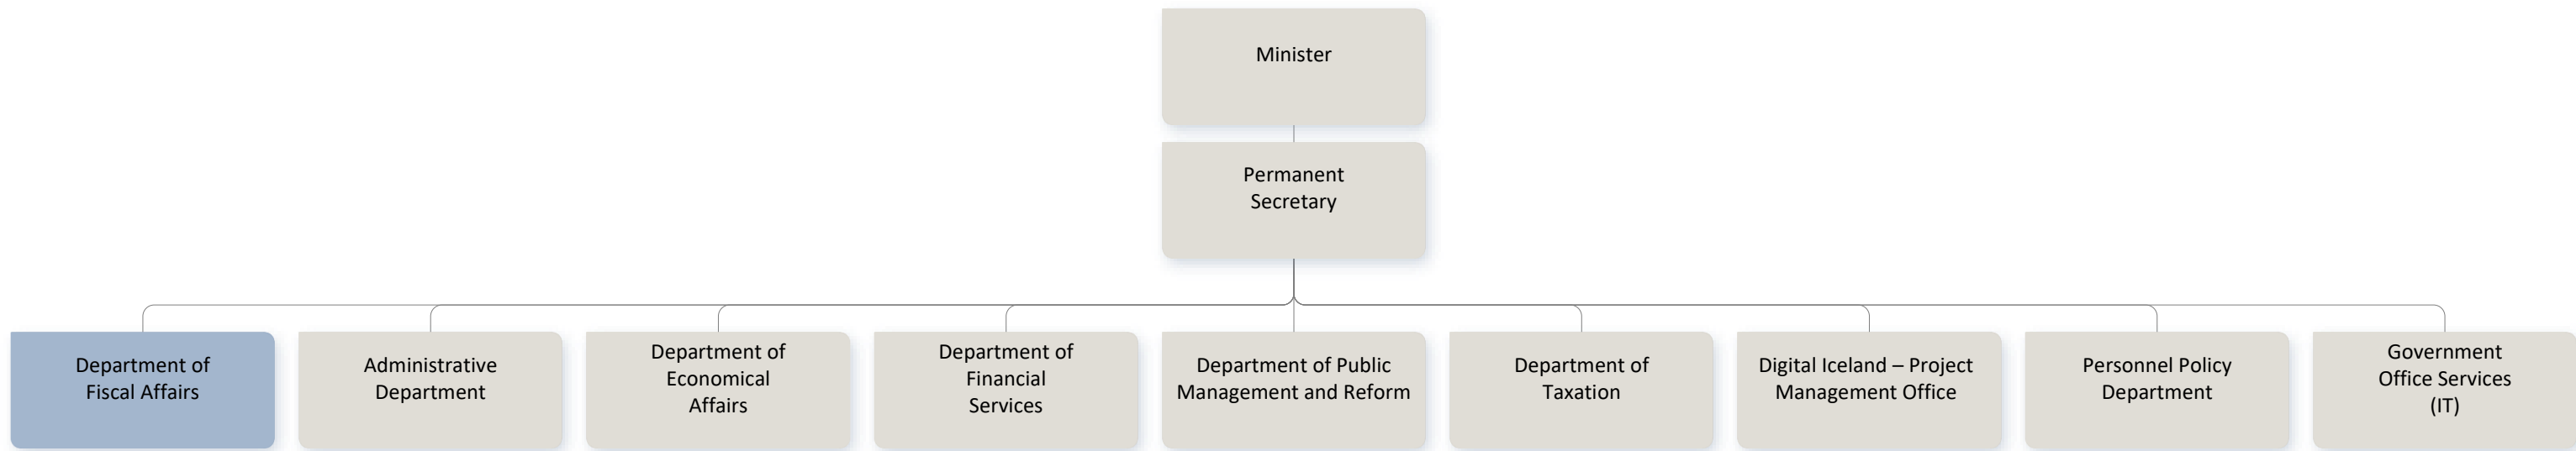 Minister
Permanent
Secretary
Department of
Fiscal Affairs
Administrative
Department
Department of
Economical
Affairs
Department of
Financial
Services
Department of Public
Management and Reform
Department of
Taxation
Digital Iceland – Project
Management Office
Personnel Policy
Department
Government
Office Services
(IT)